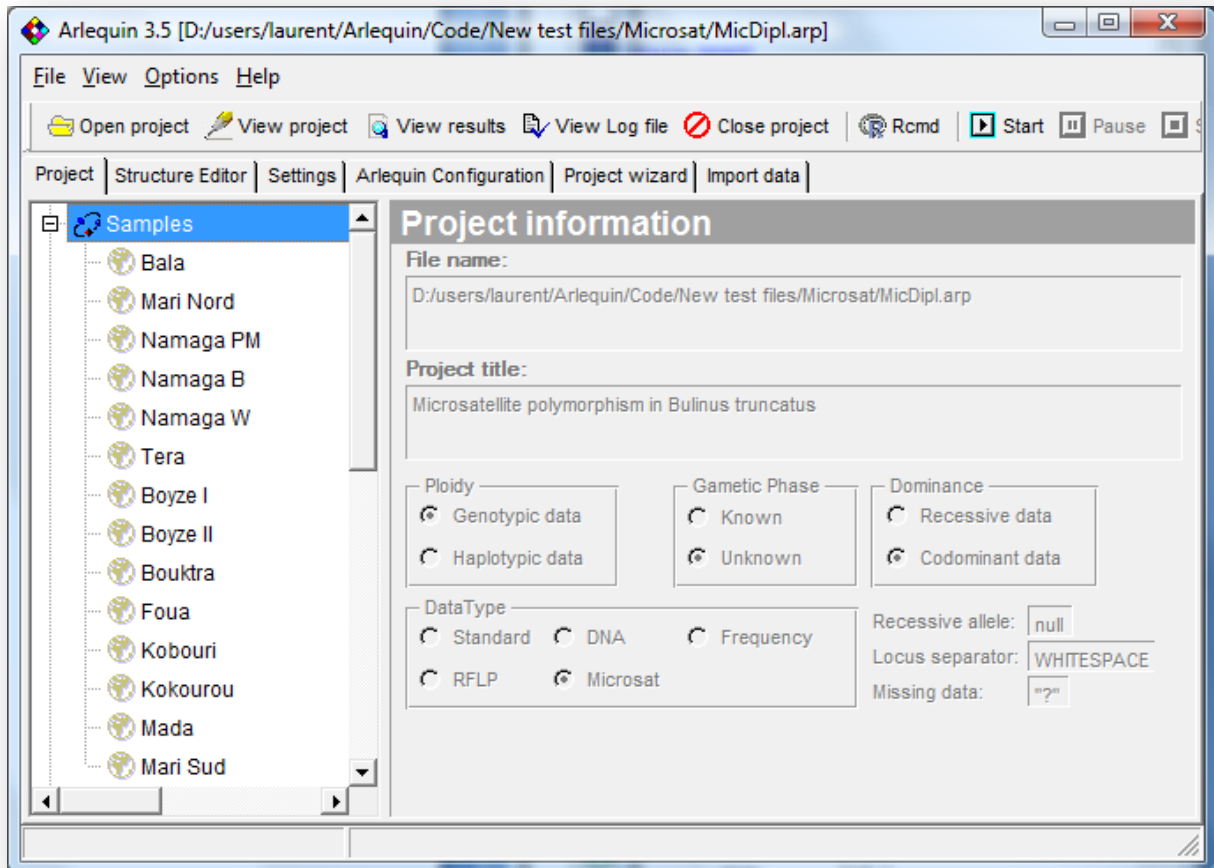 Arlequin 3.5 [D:/users/laurent/Arlequin/Code/New test files/Microsat/MicDipl.arp]
File View Options Help
Open project View project View results View Log file Close project Rcmd Start Pause
Project Structure Editor Settings Arlequin Configuration Project wizard Import data
Samples
Bala
Mari Nord
Namaga PM
Namaga B
Namaga W
Tera
Boyze I
Boyze II
Bouktra
Foua
Kobouri
Kokourou
Mada
Mari Sud
Project information
File name:
D:/users/laurent/Arlequin/Code/New test files/Microsat/MicDipl.arp
Project title:
Microsatellite polymorphism in Bulinus truncatus
Ploidy
Genotypic data
Haplotypic data
Gametic Phase
Known
Unknown
Dominance
Recessive data
Codominant data
DataType
Standard DNA Frequency
RFLP Microsat
Recessive allele: null
Locus separator: WHITESPACE
Missing data: "?"